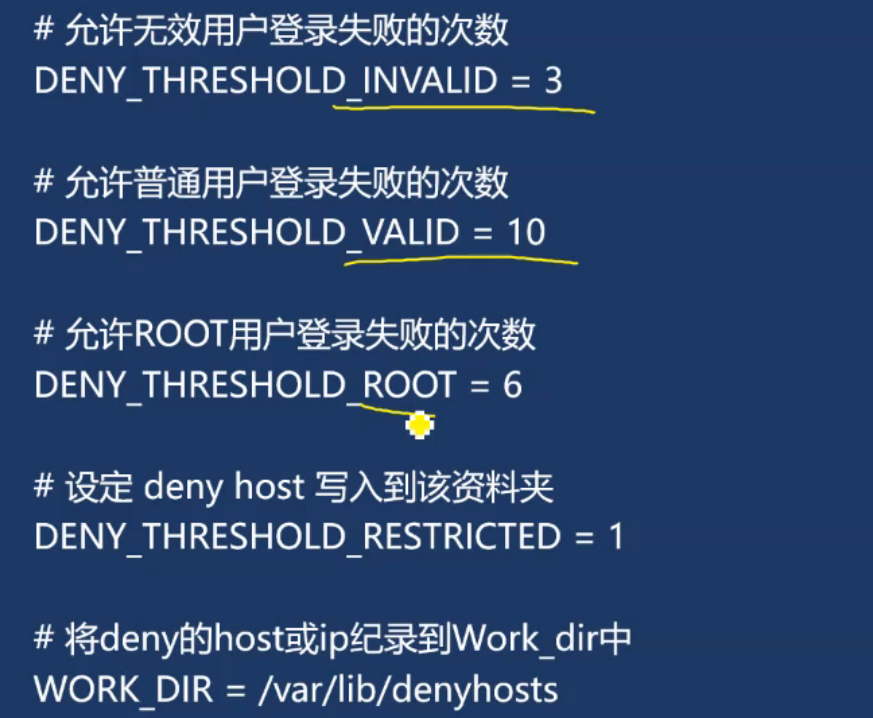 # 允许无效用户登录失败的次数
DENY_THRESHOLD_INVALID = 3
# 允许普通用户登录失败的次数
DENY_THRESHOLD_VALID = 10
# 允许ROOT用户登录失败的次数
DENY_THRESHOLD_ROOT = 6
# 设定 deny host 写入到该资料夹
DENY_THRESHOLD_RESTRICTED = 1
# 将deny的host或ip纪录到Work_dir中
WORK_DIR = /var/lib/denyhosts